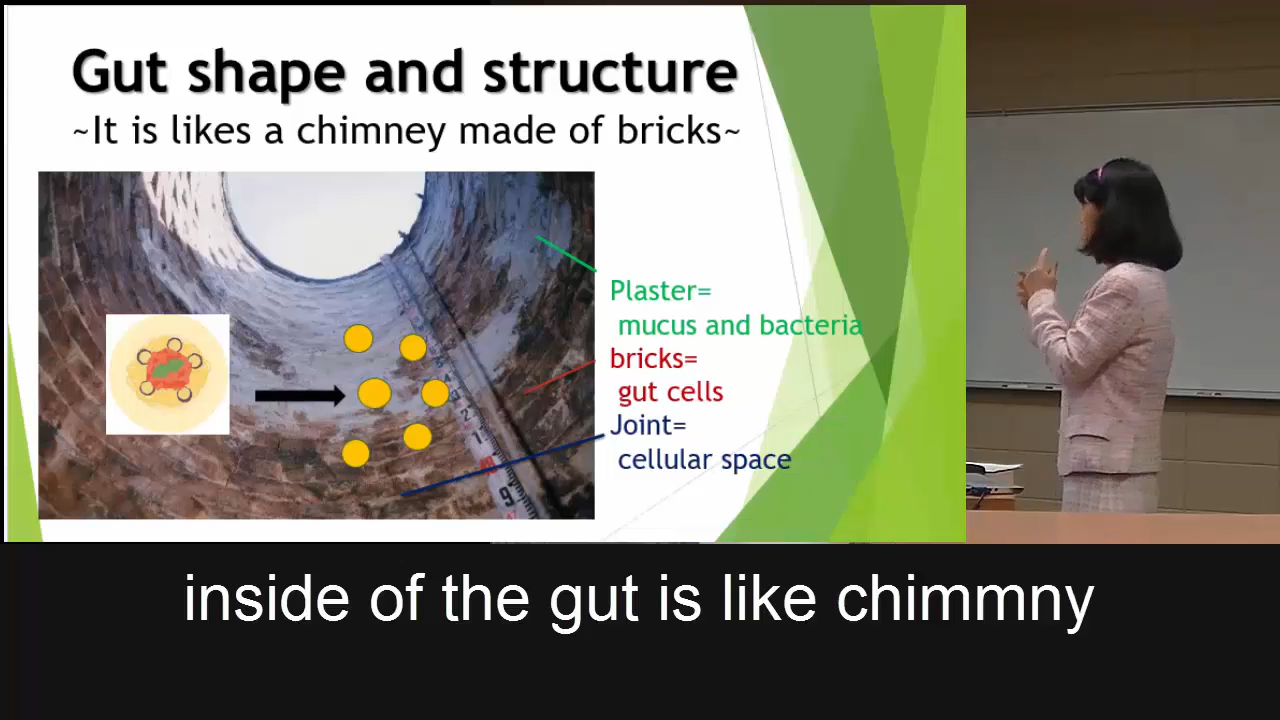 Gut shape and structure
~It is likes a chimney made of bricks~
Plaster=
mucus and bacteria
bricks=
gut cells
Joint=
cellular space
inside of the gut is like chimmny